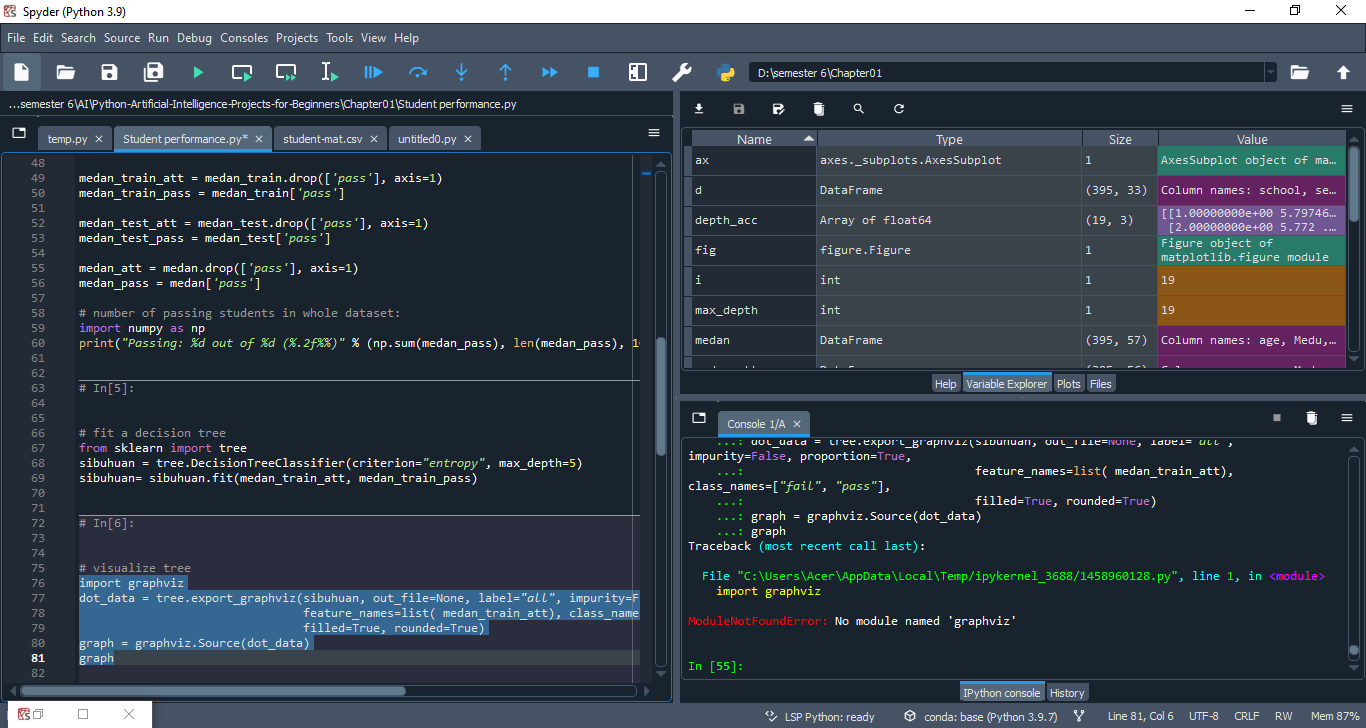 Spyder (Python 3.9)
File Edit Search Source Run Debug Consoles Projects Tools View Help
D:\semester 6\Chapter01
...semester 6\AI\Python-Artificial-Intelligence-Projects-for-Beginners\Chapter01\Student performance.py
temp.py Student performance.py* student-mat.csv untitled0.py
48
49 medan_train_att = medan_train.drop(['pass'], axis=1)
50 medan_train_pass = medan_train['pass']
51
52 medan_test_att = medan_test.drop(['pass'], axis=1)
53 medan_test_pass = medan_test['pass']
54
55 medan_att = medan.drop(['pass'], axis=1)
56 medan_pass = medan['pass']
57
58 # number of passing students in whole dataset:
59 import numpy as np
60 print("Passing: %d out of %d (%.2f%%)" % (np.sum(medan_pass), len(medan_pass), 1
61
62
63 # In[5]:
64
65
66 # fit a decision tree
67 from sklearn import tree
68 sibuhuan = tree.DecisionTreeClassifier(criterion="entropy", max_depth=5)
69 sibuhuan= sibuhuan.fit(medan_train_att, medan_train_pass)
70
71
72 # In[6]:
73
74
75 # visualize tree
76 import graphviz
77 dot_data = tree.export_graphviz(sibuhuan, out_file=None, label="all", impurity=F
78 feature_names=list( medan_train_att), class_name
79 filled=True, rounded=True)
80 graph = graphviz.Source(dot_data)
81 graph
82
Name Type Size Value
ax axes._subplots.AxesSubplot 1 AxesSubplot object of ma...
d DataFrame (395, 33) Column names: school, se...
depth_acc Array of float64 (19, 3) [[1.00000000e+00 5.79746...
[2.00000000e+00 5.772 ...
fig figure.Figure 1 Figure object of
matplotlib.figure module
i int 1 19
max_depth int 1 19
medan DataFrame (395, 57) Column names: age, Medu,...
Help Variable Explorer Plots Files
Console 1/A
...: dot_data = tree.export_graphviz(sibuhuan, out_file=None, label="all",
impurity=False, proportion=True,
...: feature_names=list( medan_train_att),
class_names=["fail", "pass"],
...: filled=True, rounded=True)
...: graph = graphviz.Source(dot_data)
...: graph
Traceback (most recent call last):
File "C:\Users\Acer\AppData\Local\Temp/ipykernel_3688/1458960128.py", line 1, in <module>
import graphviz
ModuleNotFoundError: No module named 'graphviz'
In [55]:
IPython console History
LSP Python: ready conda: base (Python 3.9.7) Line 81, Col 6 UTF-8 CRLF RW Mem 87%